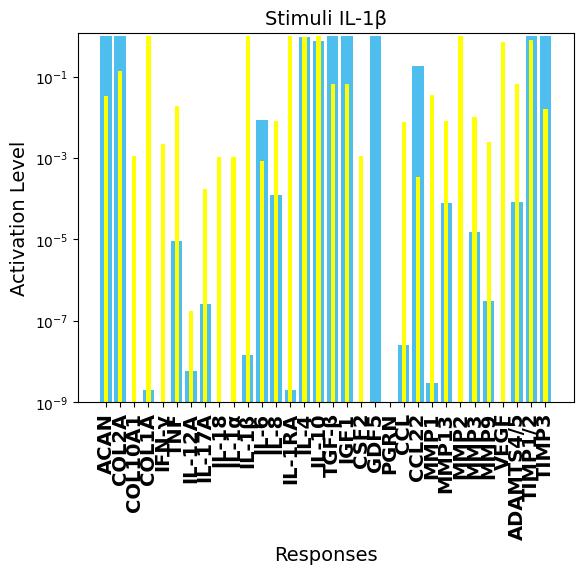 Stimuli IL-1β
Activation Level
10⁻¹
10⁻³
10⁻⁵
10⁻⁷
10⁻⁹
ACAN
COL2A
COL10A1
COL1A
IFN-γ
TNF
IL-12A
IL-17A
IL-18
IL-1α
IL-1β
IL-6
IL-8
IL-1RA
IL-4
IL-10
TGF-β
IGF1
CSF2
GDF5
PGRN
CCL
CCL22
MMP1
MMP13
MMP2
MMP3
MMP9
VEGF
ADAMTS4/5
TIMP1/2
TIMP3
Responses